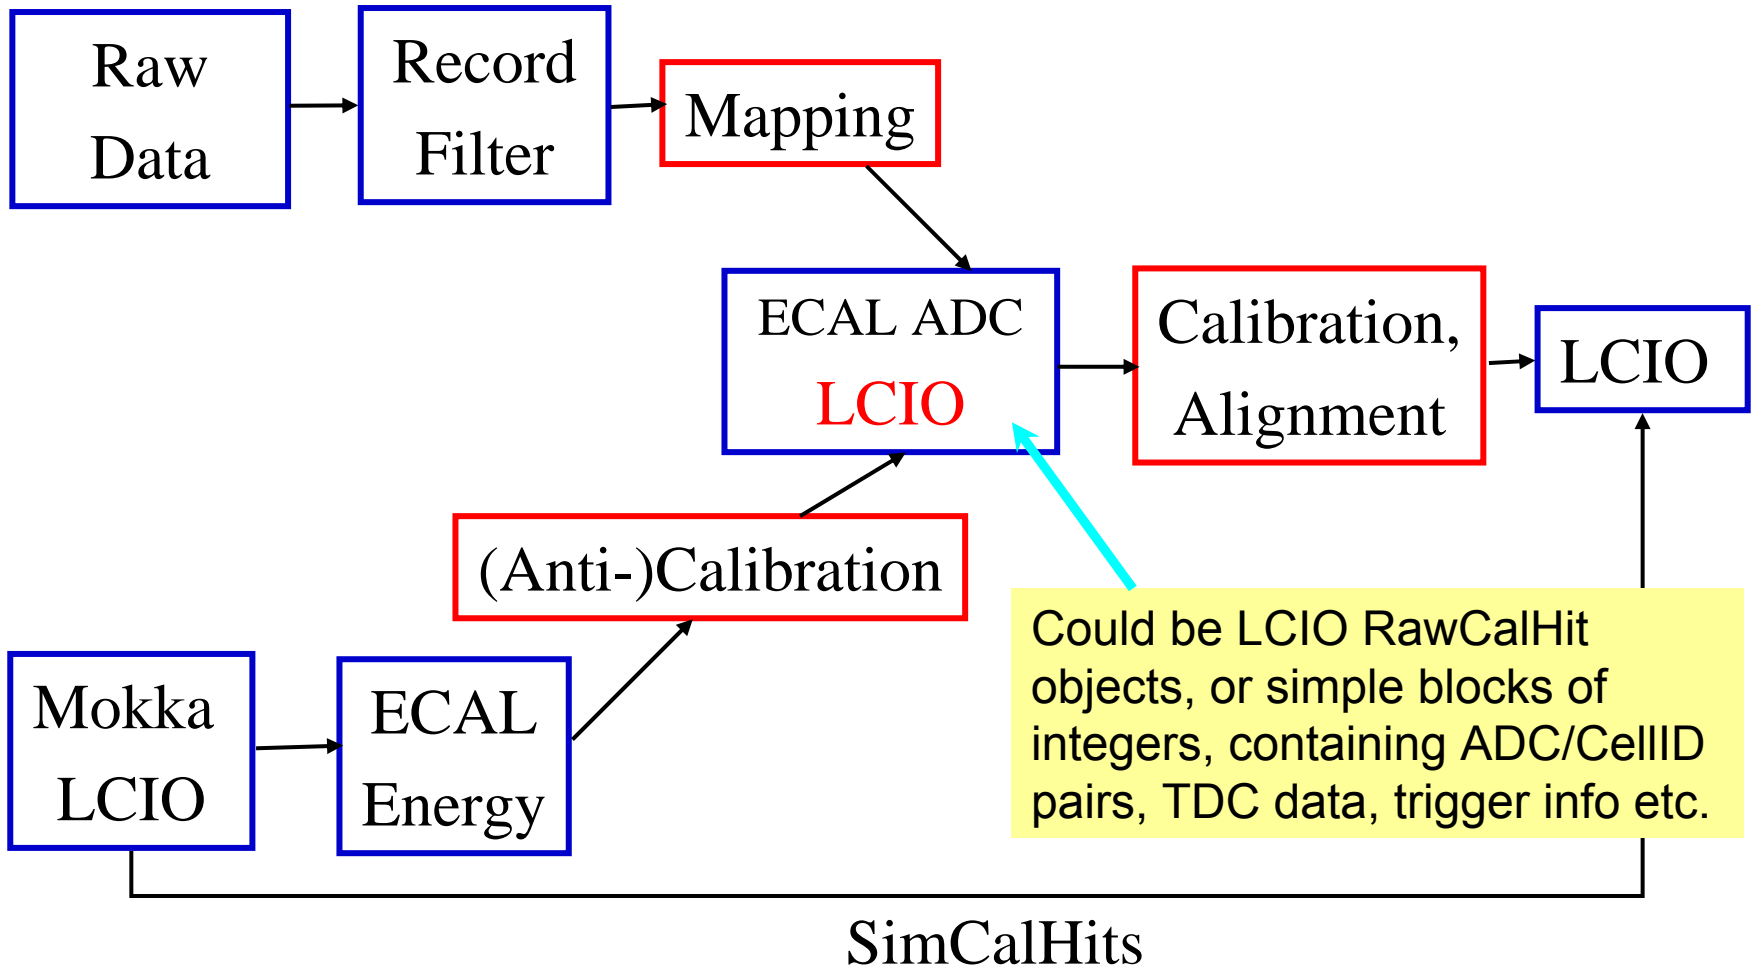 Raw
Data
Record
Filter
Mapping
ECAL ADC
LCIO
Calibration,
Alignment
LCIO
(Anti-)Calibration
Mokka
LCIO
ECAL
Energy
Could be LCIO RawCalHit
objects, or simple blocks of
integers, containing ADC/CellID
pairs, TDC data, trigger info etc.
SimCalHits